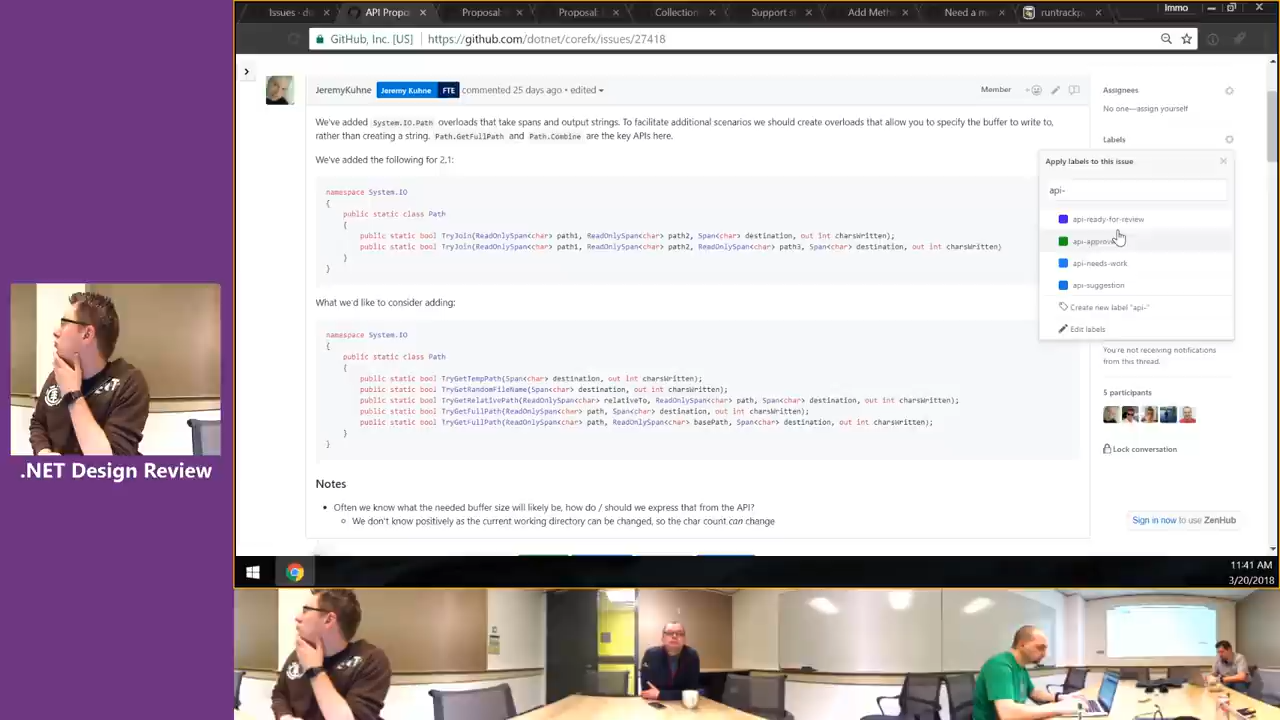 Issues · d
API Propo
Proposal:
Proposal:
Collection
Support s
Add Meth
Need a m
runtrackp
Immo
GitHub, Inc. [US]
https://github.com/dotnet/corefx/issues/27418
JeremyKuhne Jeremy Kuhne FTE commented 25 days ago • edited
Member
We've added System.IO.Path overloads that take spans and output strings. To facilitate additional scenarios we should create overloads that allow you to specify the buffer to write to,
rather than creating a string. Path.GetFullPath and Path.Combine are the key APIs here.
We've added the following for 2.1:
namespace System.IO
{
public static class Path
{
public static bool TryJoin(ReadOnlySpan<char> path1, ReadOnlySpan<char> path2, Span<char> destination, out int charsWritten);
public static bool TryJoin(ReadOnlySpan<char> path1, ReadOnlySpan<char> path2, ReadOnlySpan<char> path3, Span<char> destination, out int charsWritten)
}
}
What we'd like to consider adding:
namespace System.IO
{
public static class Path
{
public static bool TryGetTempPath(Span<char> destination, out int charsWritten);
public static bool TryGetRandomFileName(Span<char> destination, out int charsWritten);
public static bool TryGetRelativePath(ReadOnlySpan<char> relativeTo, ReadOnlySpan<char> path, Span<char> destination, out int charsWritten);
public static bool TryGetFullPath(ReadOnlySpan<char> path, Span<char> destination, out int charsWritten);
public static bool TryGetFullPath(ReadOnlySpan<char> path, ReadOnlySpan<char> basePath, Span<char> destination, out int charsWritten);
}
}
Notes
• Often we know what the needed buffer size will likely be, how do / should we express that from the API?
○ We don't know positively as the current working directory can be changed, so the char count can change
Assignees
No one—assign yourself
Labels
Apply labels to this issue
api-
api-ready-for-review
api-approv
api-needs-work
api-suggestion
Create new label "api-"
Edit labels
You're not receiving notifications
from this thread.
5 participants
Lock conversation
Sign in now to use ZenHub
11:41 AM
3/20/2018
.NET Design Review